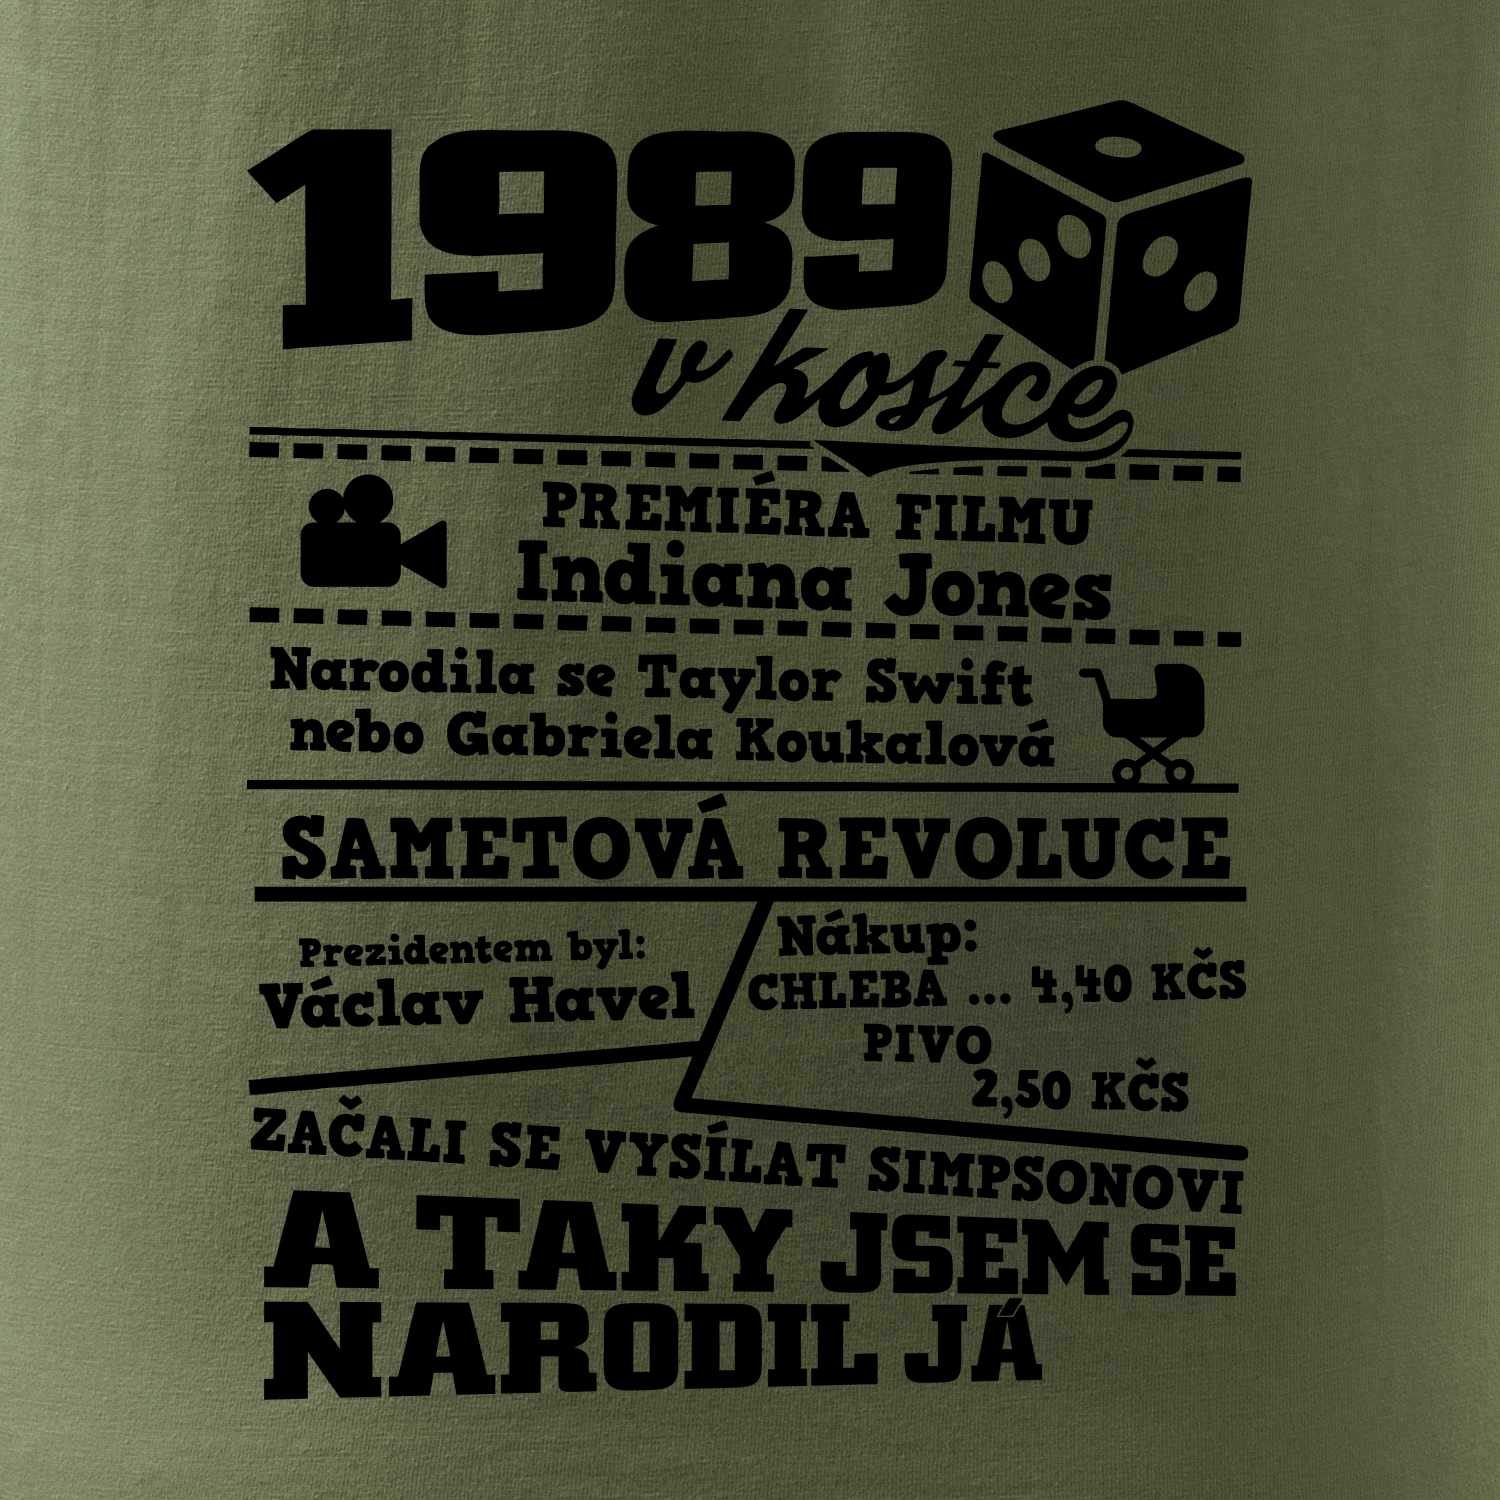 1989
v kostce
PREMIÉRA FILMU
Indiana Jones
Narodila se Taylor Swift
nebo Gabriela Koukalová
SAMETOVÁ REVOLUCE
Prezidentem byl:
Václav Havel
Nákup:
CHLEBA ... 4,40 KČS
PIVO
2,50 KČS
ZAČALI SE VYSÍLAT SIMPSONOVI
A TAKY JSEM SE
NARODIL JÁ